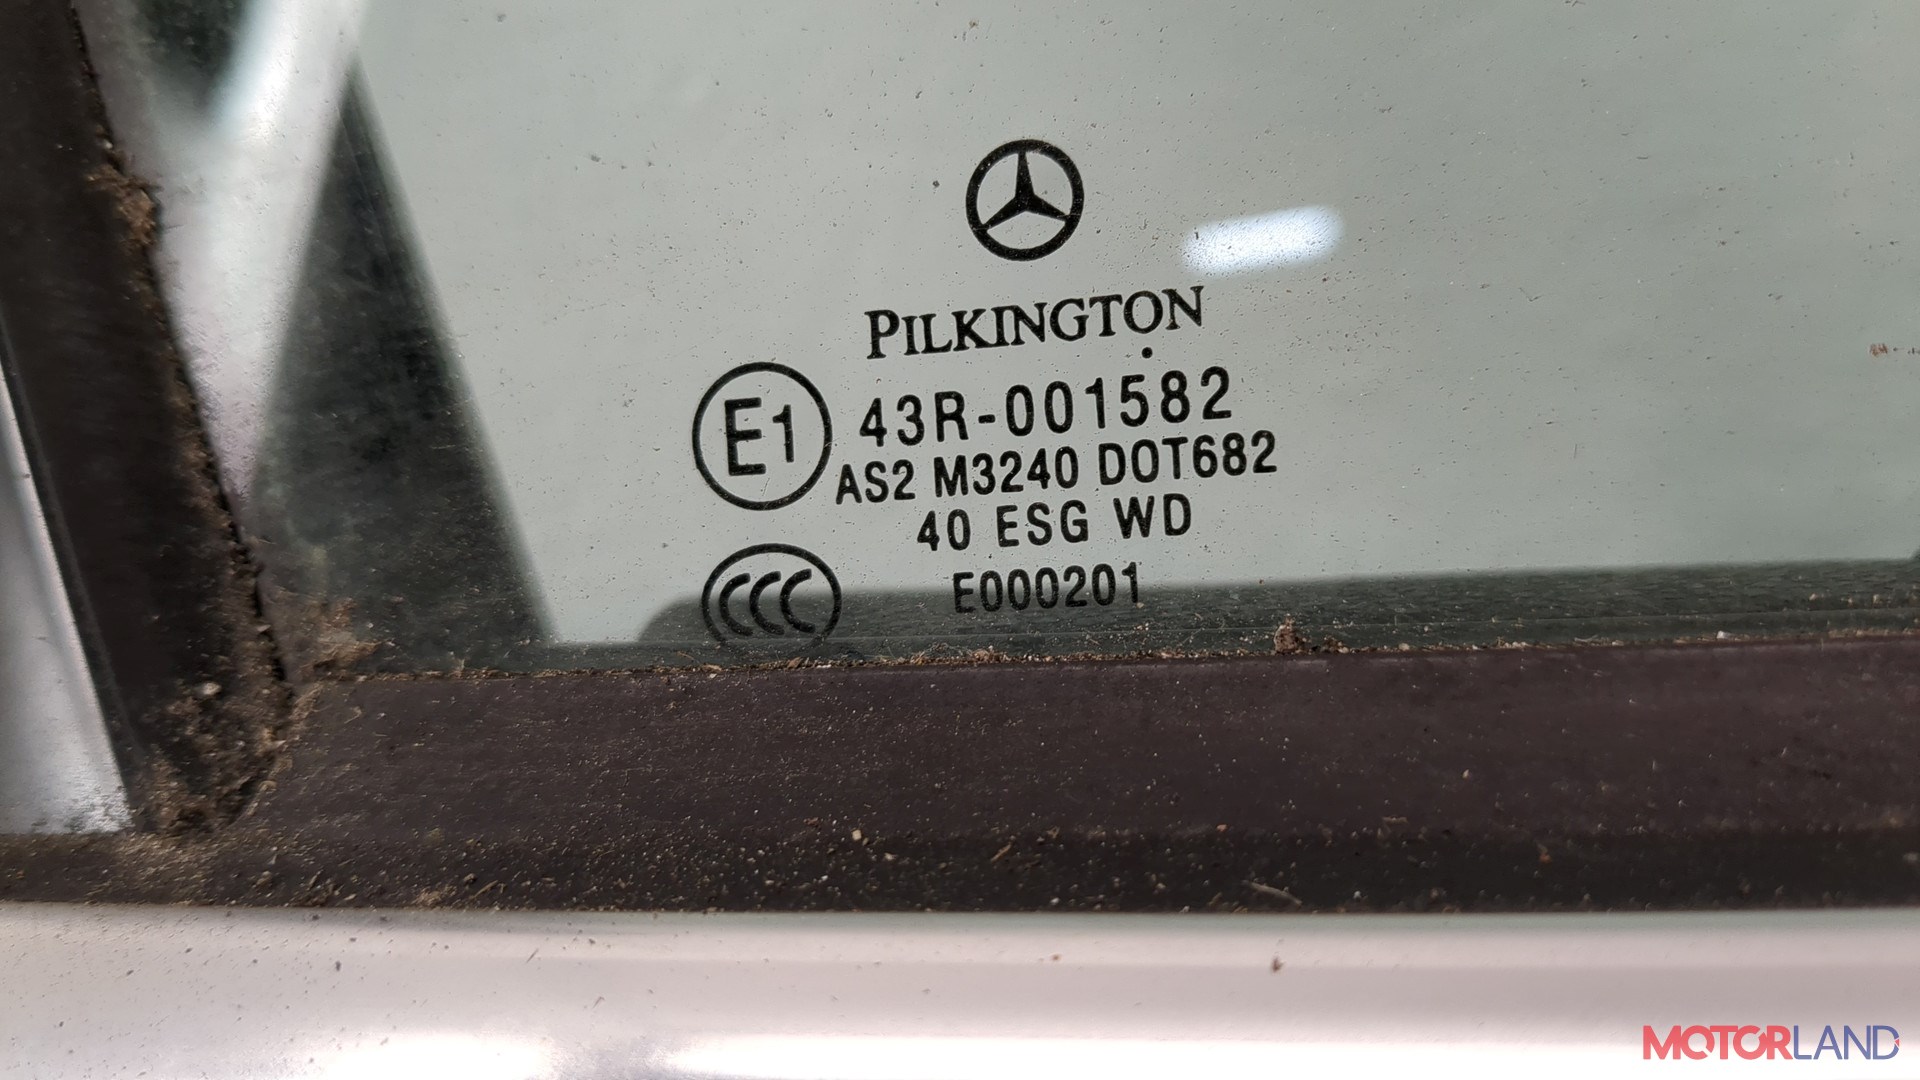 PILKINGTON
E1 43R-001582
AS2 M3240 DOT682
40 ESG WD
CCC E000201
MOTORLAND